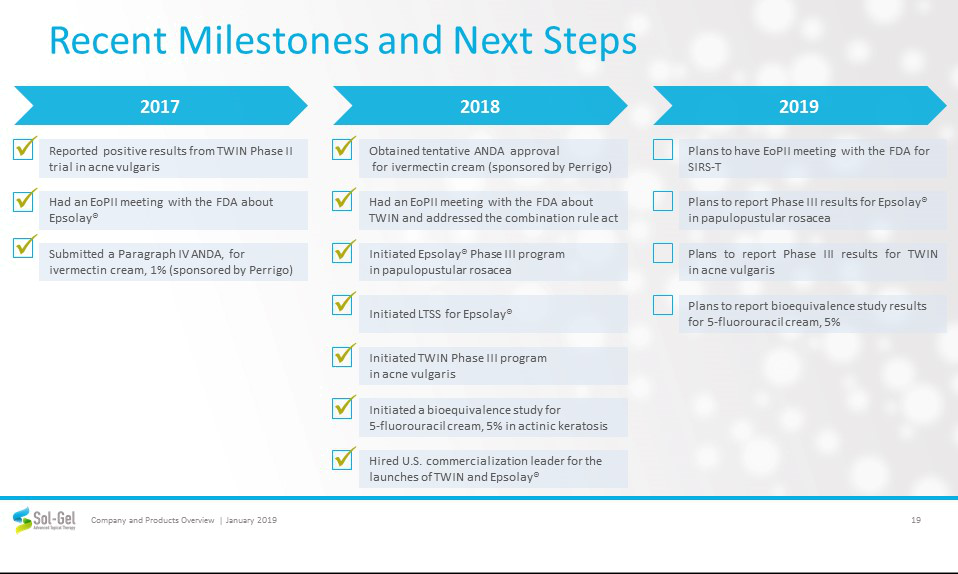 Recent Milestones and Next Steps
2017
Reported positive results from TWIN Phase II
trial in acne vulgaris
Had an EoPII meeting with the FDA about
Epsolay®
Submitted a Paragraph IV ANDA, for
ivermectin cream, 1% (sponsored by Perrigo)
2018
Obtained tentative ANDA approval
for ivermectin cream (sponsored by Perrigo)
Had an EoPII meeting with the FDA about
TWIN and addressed the combination rule act
Initiated Epsolay® Phase III program
in papulopustular rosacea
Initiated LTSS for Epsolay®
Initiated TWIN Phase III program
in acne vulgaris
Initiated a bioequivalence study for
5-fluorouracil cream, 5% in actinic keratosis
Hired U.S. commercialization leader for the
launches of TWIN and Epsolay®
2019
Plans to have EoPII meeting with the FDA for
SIRS-T
Plans to report Phase III results for Epsolay®
in papulopustular rosacea
Plans to report Phase III results for TWIN
in acne vulgaris
Plans to report bioequivalence study results
for 5-fluorouracil cream, 5%
Sol-Gel
Advanced Topical Therapy
Company and Products Overview | January 2019
19